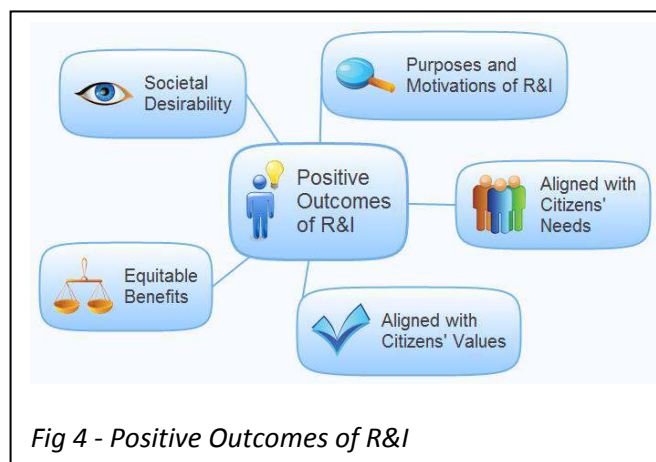 Societal
Desirability
Purposes and
Motivations of R&I
Positive
Outcomes
of R&I
Aligned with
Citizens'
Needs
Equitable
Benefits
Aligned with
Citizens' Values
Fig 4 - Positive Outcomes of R&I